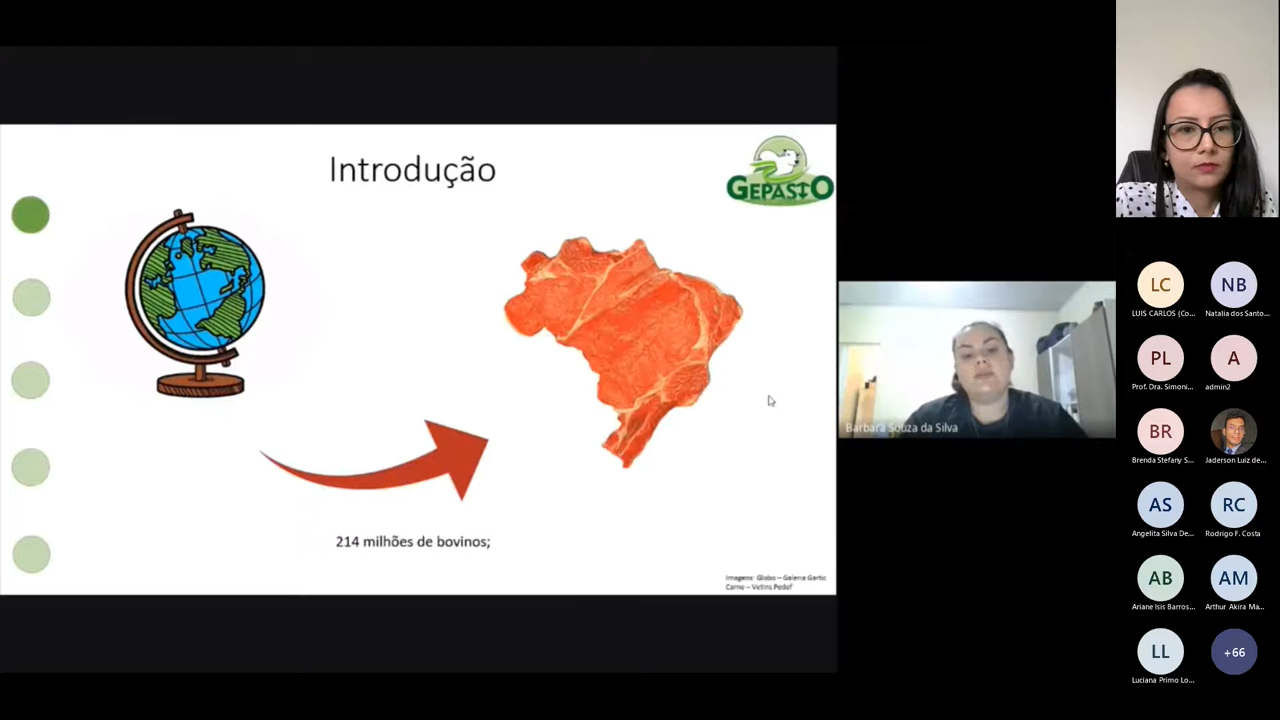 Introdução
GEPASTO
214 milhões de bovinos;
Imagens: Globo – Galeria Gartic
Carne – Vetins Pedef
Barbara Souza da Silva
LC
LUIS CARLOS (Co...
NB
Natalia dos Santo...
PL
Prof. Dra. Simoni...
A
admin2
BR
Brenda Stefany S...
Jaderson Luiz de...
AS
Angelita Silva De...
RC
Rodrigo F. Costa
AB
Ariane Isis Barros...
AM
Arthur Akira Ma...
LL
Luciana Primo Lo...
+66